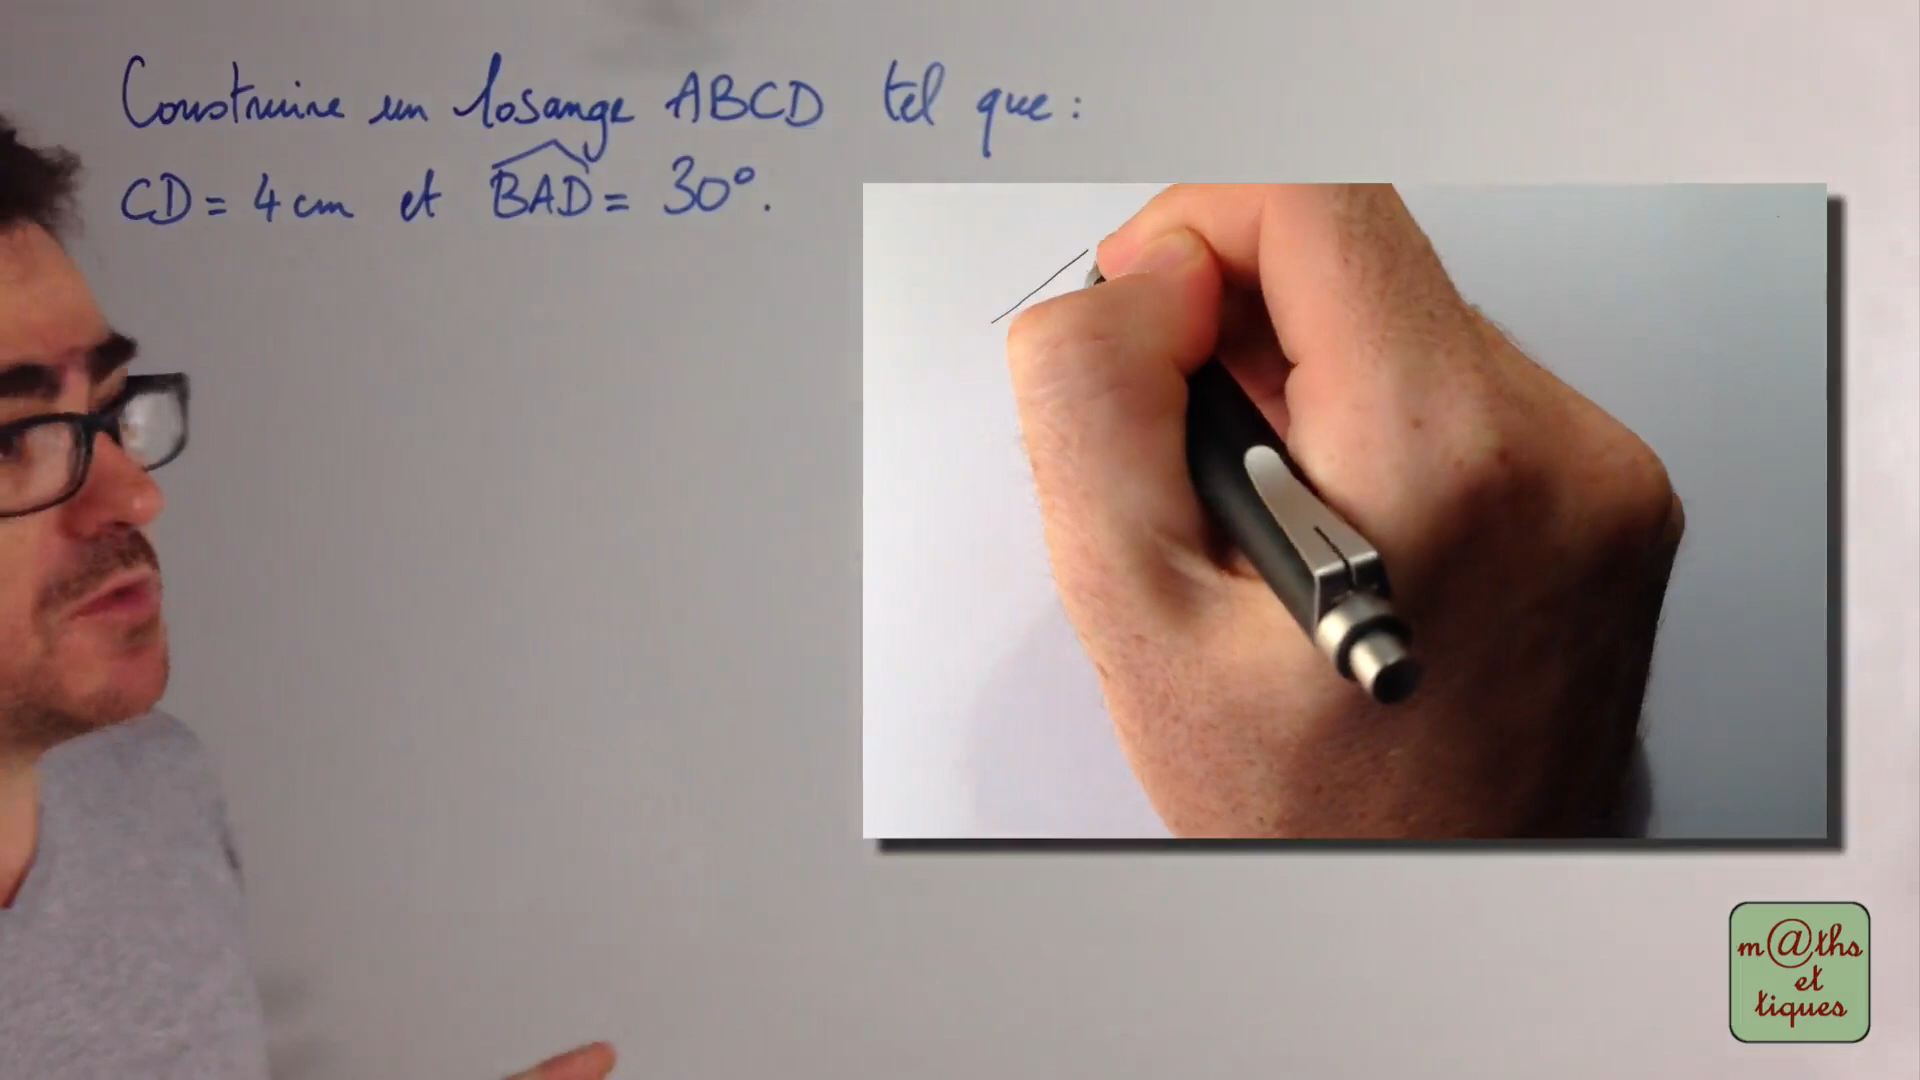 Construire un losange ABCD tel que :
CD = 4 cm et BAD = 30°.
m@ths
et
tiques